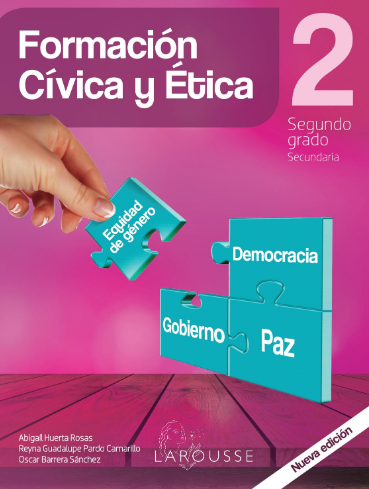 Formación
Cívica y Ética
2
Segundo
grado
Secundaria
Equidad
de género
Democracia
Gobierno
Paz
Abigail Huerta Rosas
Reyna Guadalupe Pardo Camarillo
Oscar Barrera Sánchez
LAROUSSE
Nueva edición